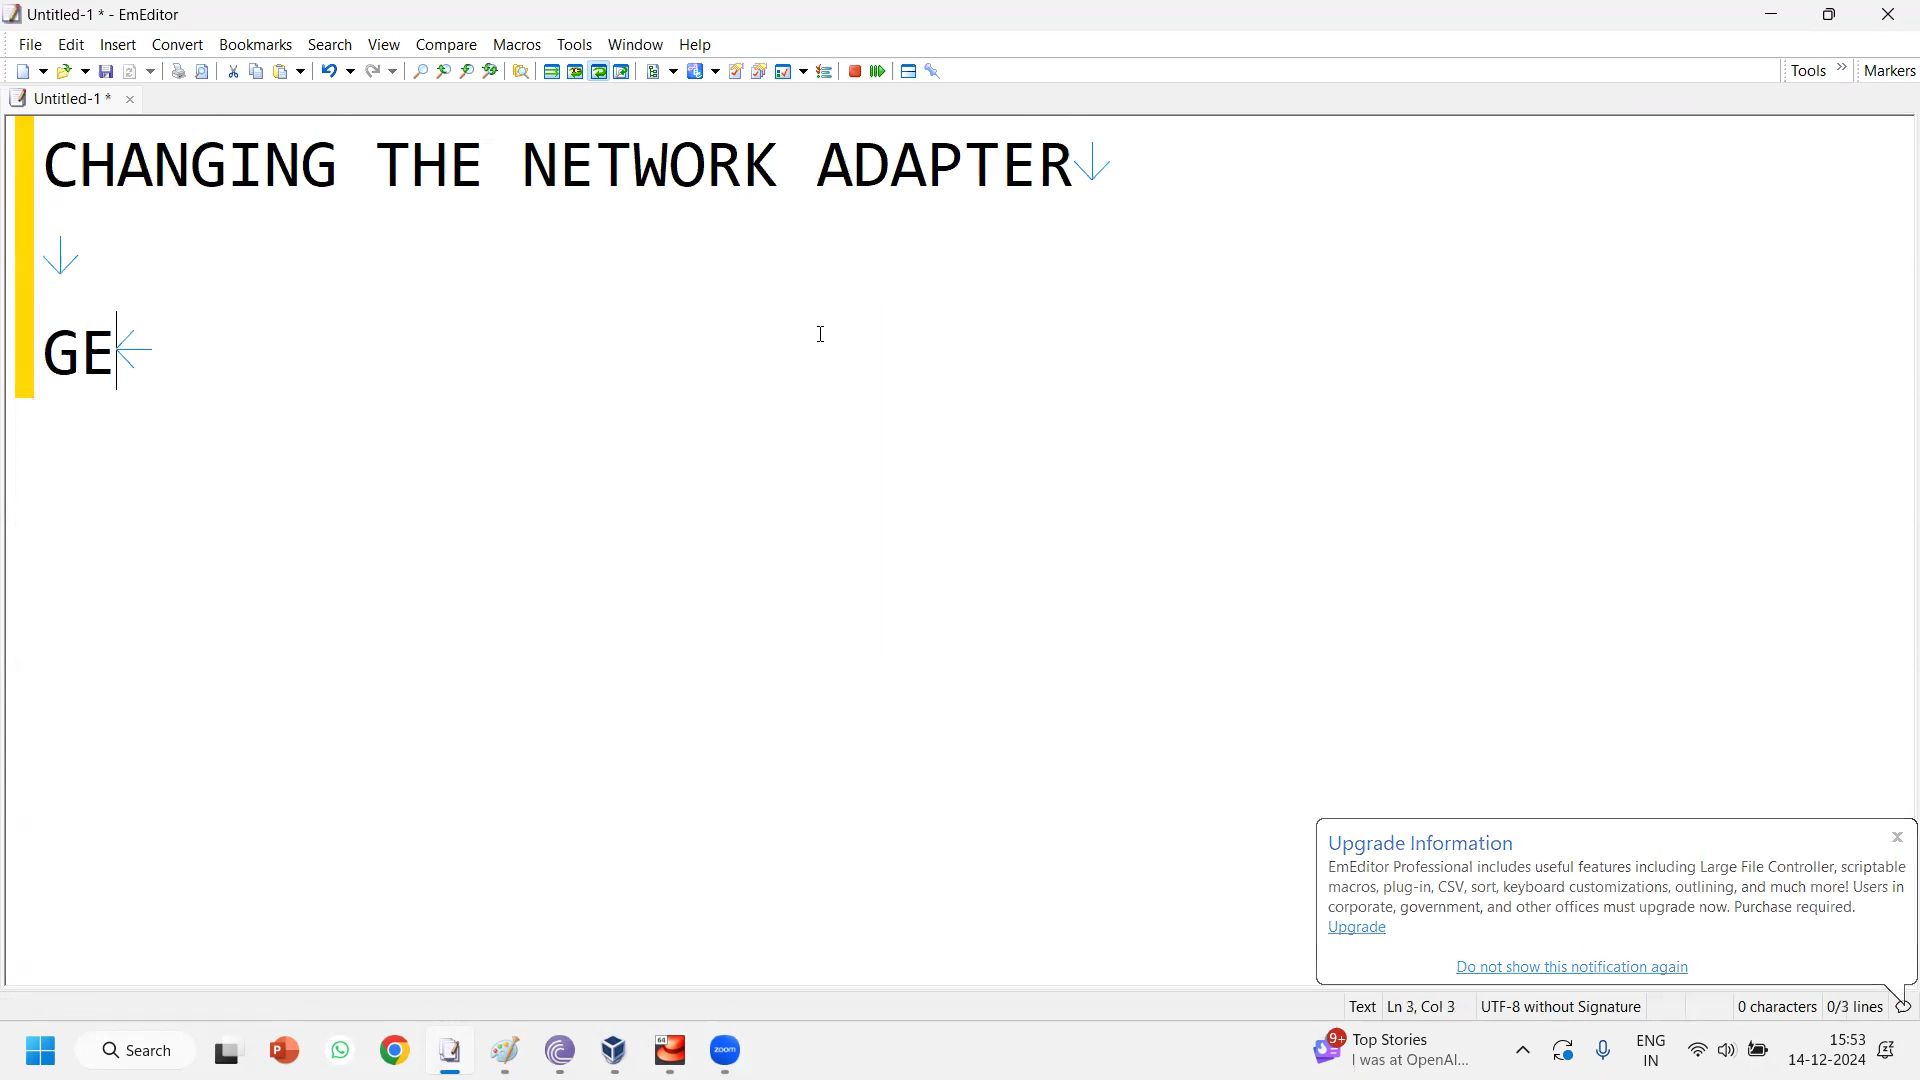 Untitled-1 * - EmEditor
File Edit Insert Convert Bookmarks Search View Compare Macros Tools Window Help
Tools » Markers
Untitled-1 *
CHANGING THE NETWORK ADAPTER
GE
Upgrade Information
EmEditor Professional includes useful features including Large File Controller, scriptable
macros, plug-in, CSV, sort, keyboard customizations, outlining, and much more! Users in
corporate, government, and other offices must upgrade now. Purchase required.
Upgrade
Do not show this notification again
Text Ln 3, Col 3 UTF-8 without Signature 0 characters 0/3 lines
Search
zoom
64
9+
Top Stories
I was at OpenAI...
ENG
IN
15:53
14-12-2024